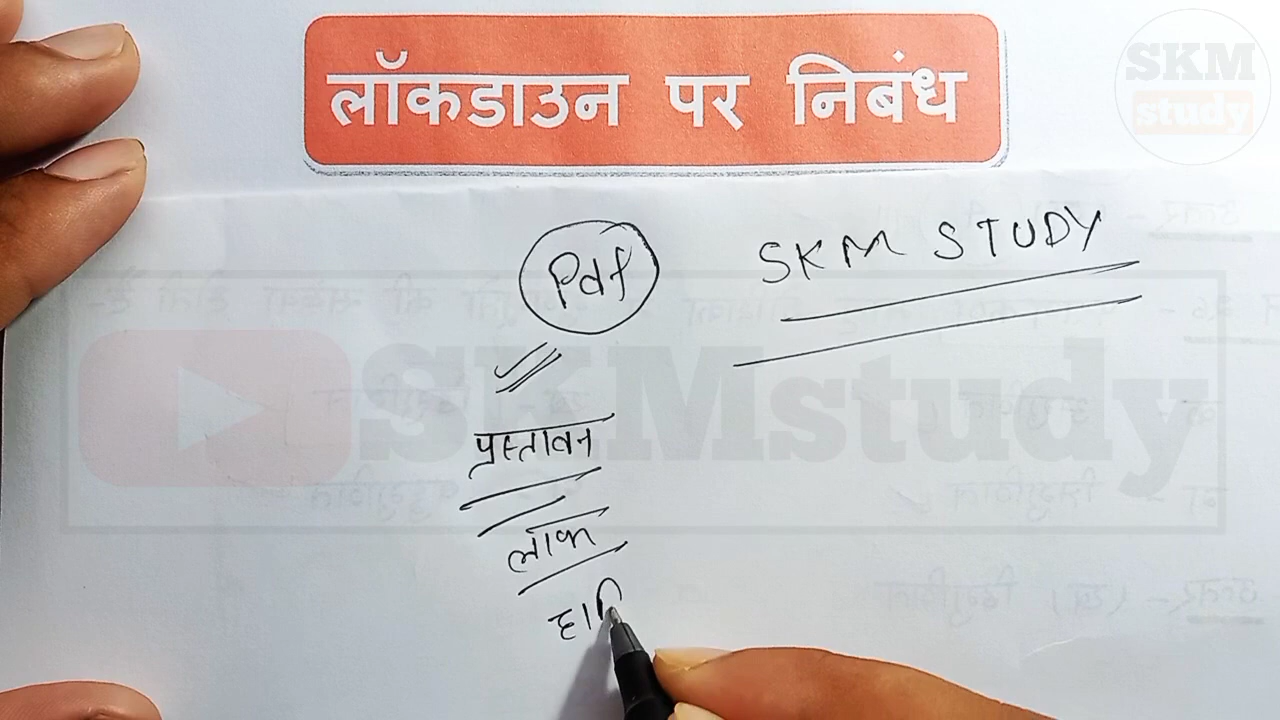 लॉकडाउन पर निबंध
SKM
study
Pdf
SKM STUDY
SKMstudy
प्रस्तावन
लाक
हानि